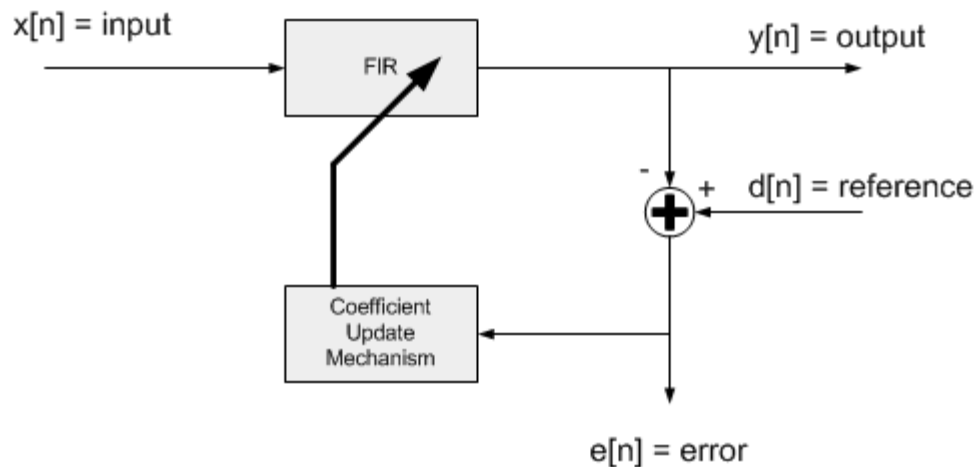 x[n] = input
FIR
y[n] = output
-
+
d[n] = reference
Coefficient
Update
Mechanism
e[n] = error